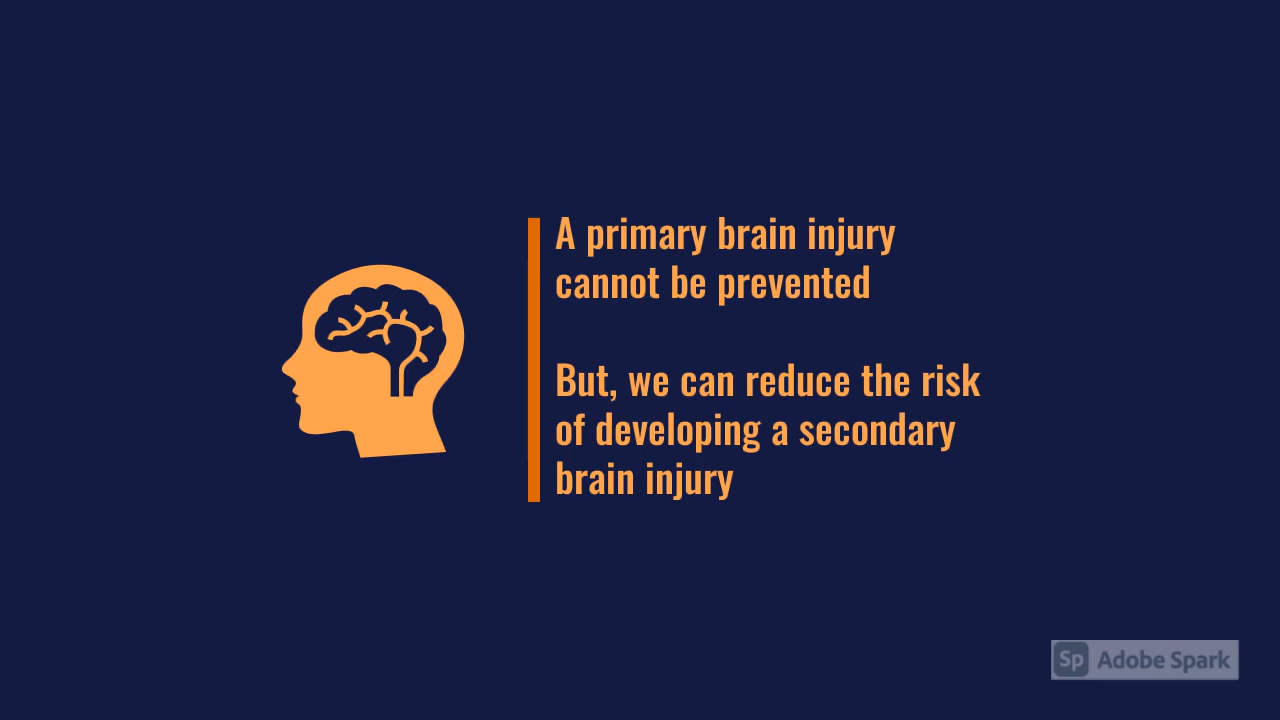 A primary brain injury
cannot be prevented
But, we can reduce the risk
of developing a secondary
brain injury
Sp Adobe Spark